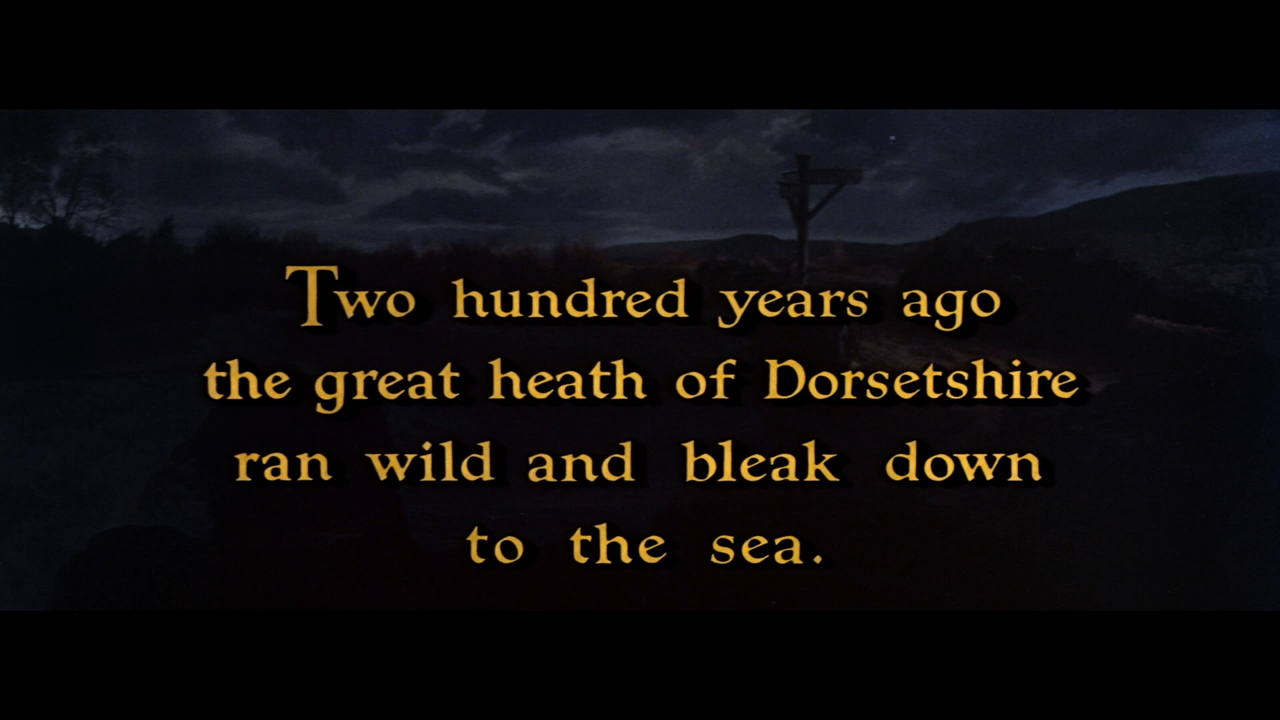 Two hundred years ago
the great heath of Dorsetshire
ran wild and bleak down
to the sea.